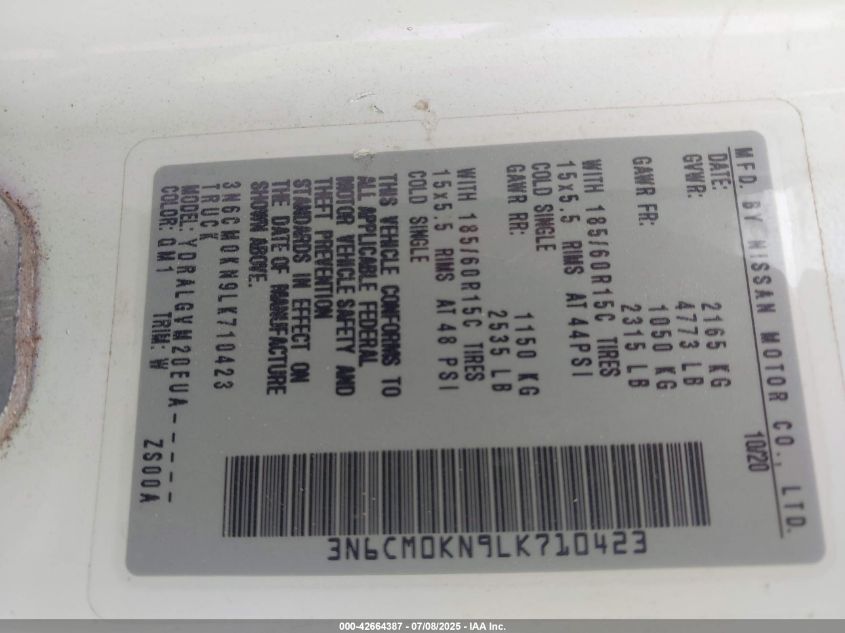 MFD. BY NISSAN MOTOR CO., LTD.
DATE: 10/20
GVWR: 2165 KG
4773 LB
GAWR FR: 1050 KG
2315 LB
WITH 185/60R15C TIRES
15x5.5 RIMS AT 44PSI
COLD SINGLE
GAWR RR: 1150 KG
2535 LB
WITH 185/60R15C TIRES
15x5.5 RIMS AT 48 PSI
COLD SINGLE
THIS VEHICLE CONFORMS TO
ALL APPLICABLE FEDERAL
MOTOR VEHICLE SAFETY AND
THEFT PREVENTION
STANDARDS IN EFFECT ON
THE DATE OF MANUFACTURE
SHOWN ABOVE.
3N6CM0KN9LK710423
TRUCK
MODEL: YDRALGVM20EUA-----
COLOR: QM1 TRIM: W ZS00A
3N6CM0KN9LK710423
000-42664387 - 07/08/2025 - IAA Inc.